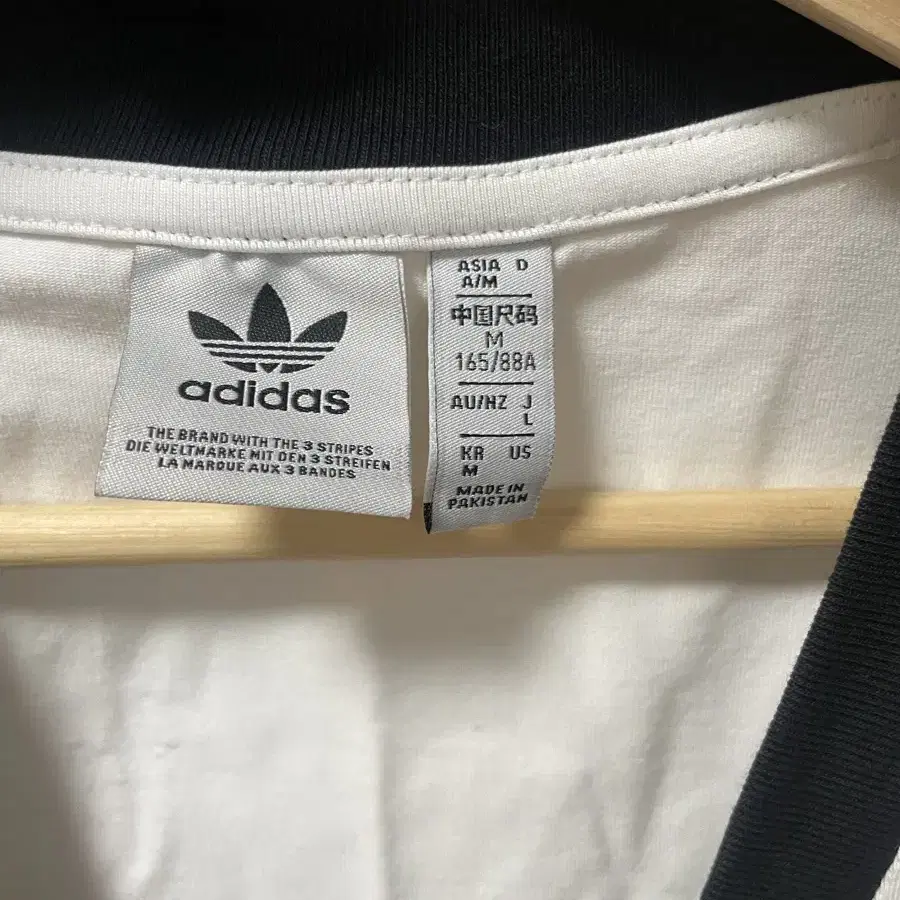 adidas
THE BRAND WITH THE 3 STRIPES
DIE WELTMARKE MIT DEN 3 STREIFEN
LA MARQUE AUX 3 BANDES
ASIA D
A/M
中国尺码
M
165/88A
AU/NZ J
L
KR US
M
MADE IN
PAKISTAN